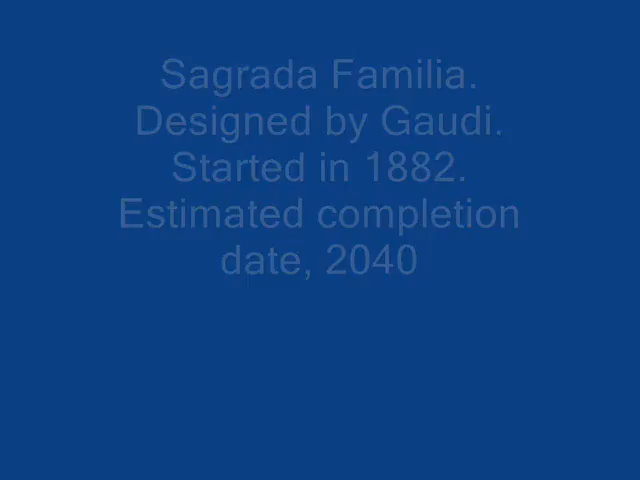 Sagrada Familia.
Designed by Gaudi.
Started in 1882.
Estimated completion
date, 2040